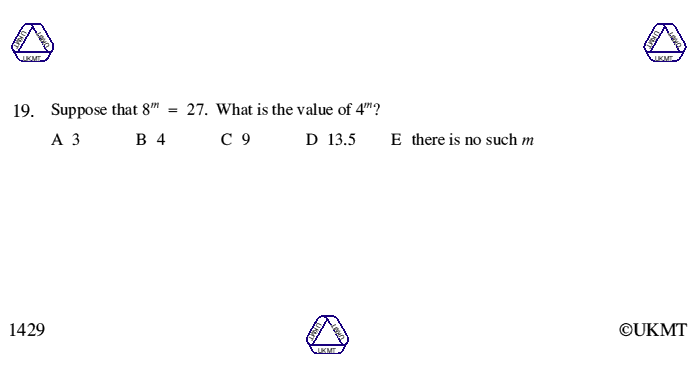 UKMT UKMT UKMT
UKMT UKMT UKMT
19. Suppose that 8^m = 27. What is the value of 4^m?
A 3 B 4 C 9 D 13.5 E there is no such m
1429
UKMT UKMT UKMT
©UKMT